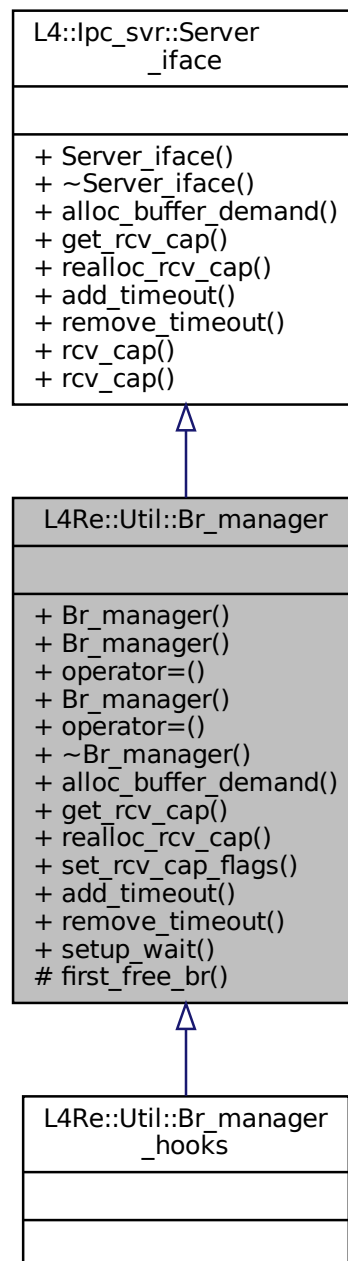 L4::Ipc_svr::Server
_iface
+ Server_iface()
+ ~Server_iface()
+ alloc_buffer_demand()
+ get_rcv_cap()
+ realloc_rcv_cap()
+ add_timeout()
+ remove_timeout()
+ rcv_cap()
+ rcv_cap()
L4Re::Util::Br_manager
+ Br_manager()
+ Br_manager()
+ operator=()
+ Br_manager()
+ operator=()
+ ~Br_manager()
+ alloc_buffer_demand()
+ get_rcv_cap()
+ realloc_rcv_cap()
+ set_rcv_cap_flags()
+ add_timeout()
+ remove_timeout()
+ setup_wait()
# first_free_br()
L4Re::Util::Br_manager
_hooks